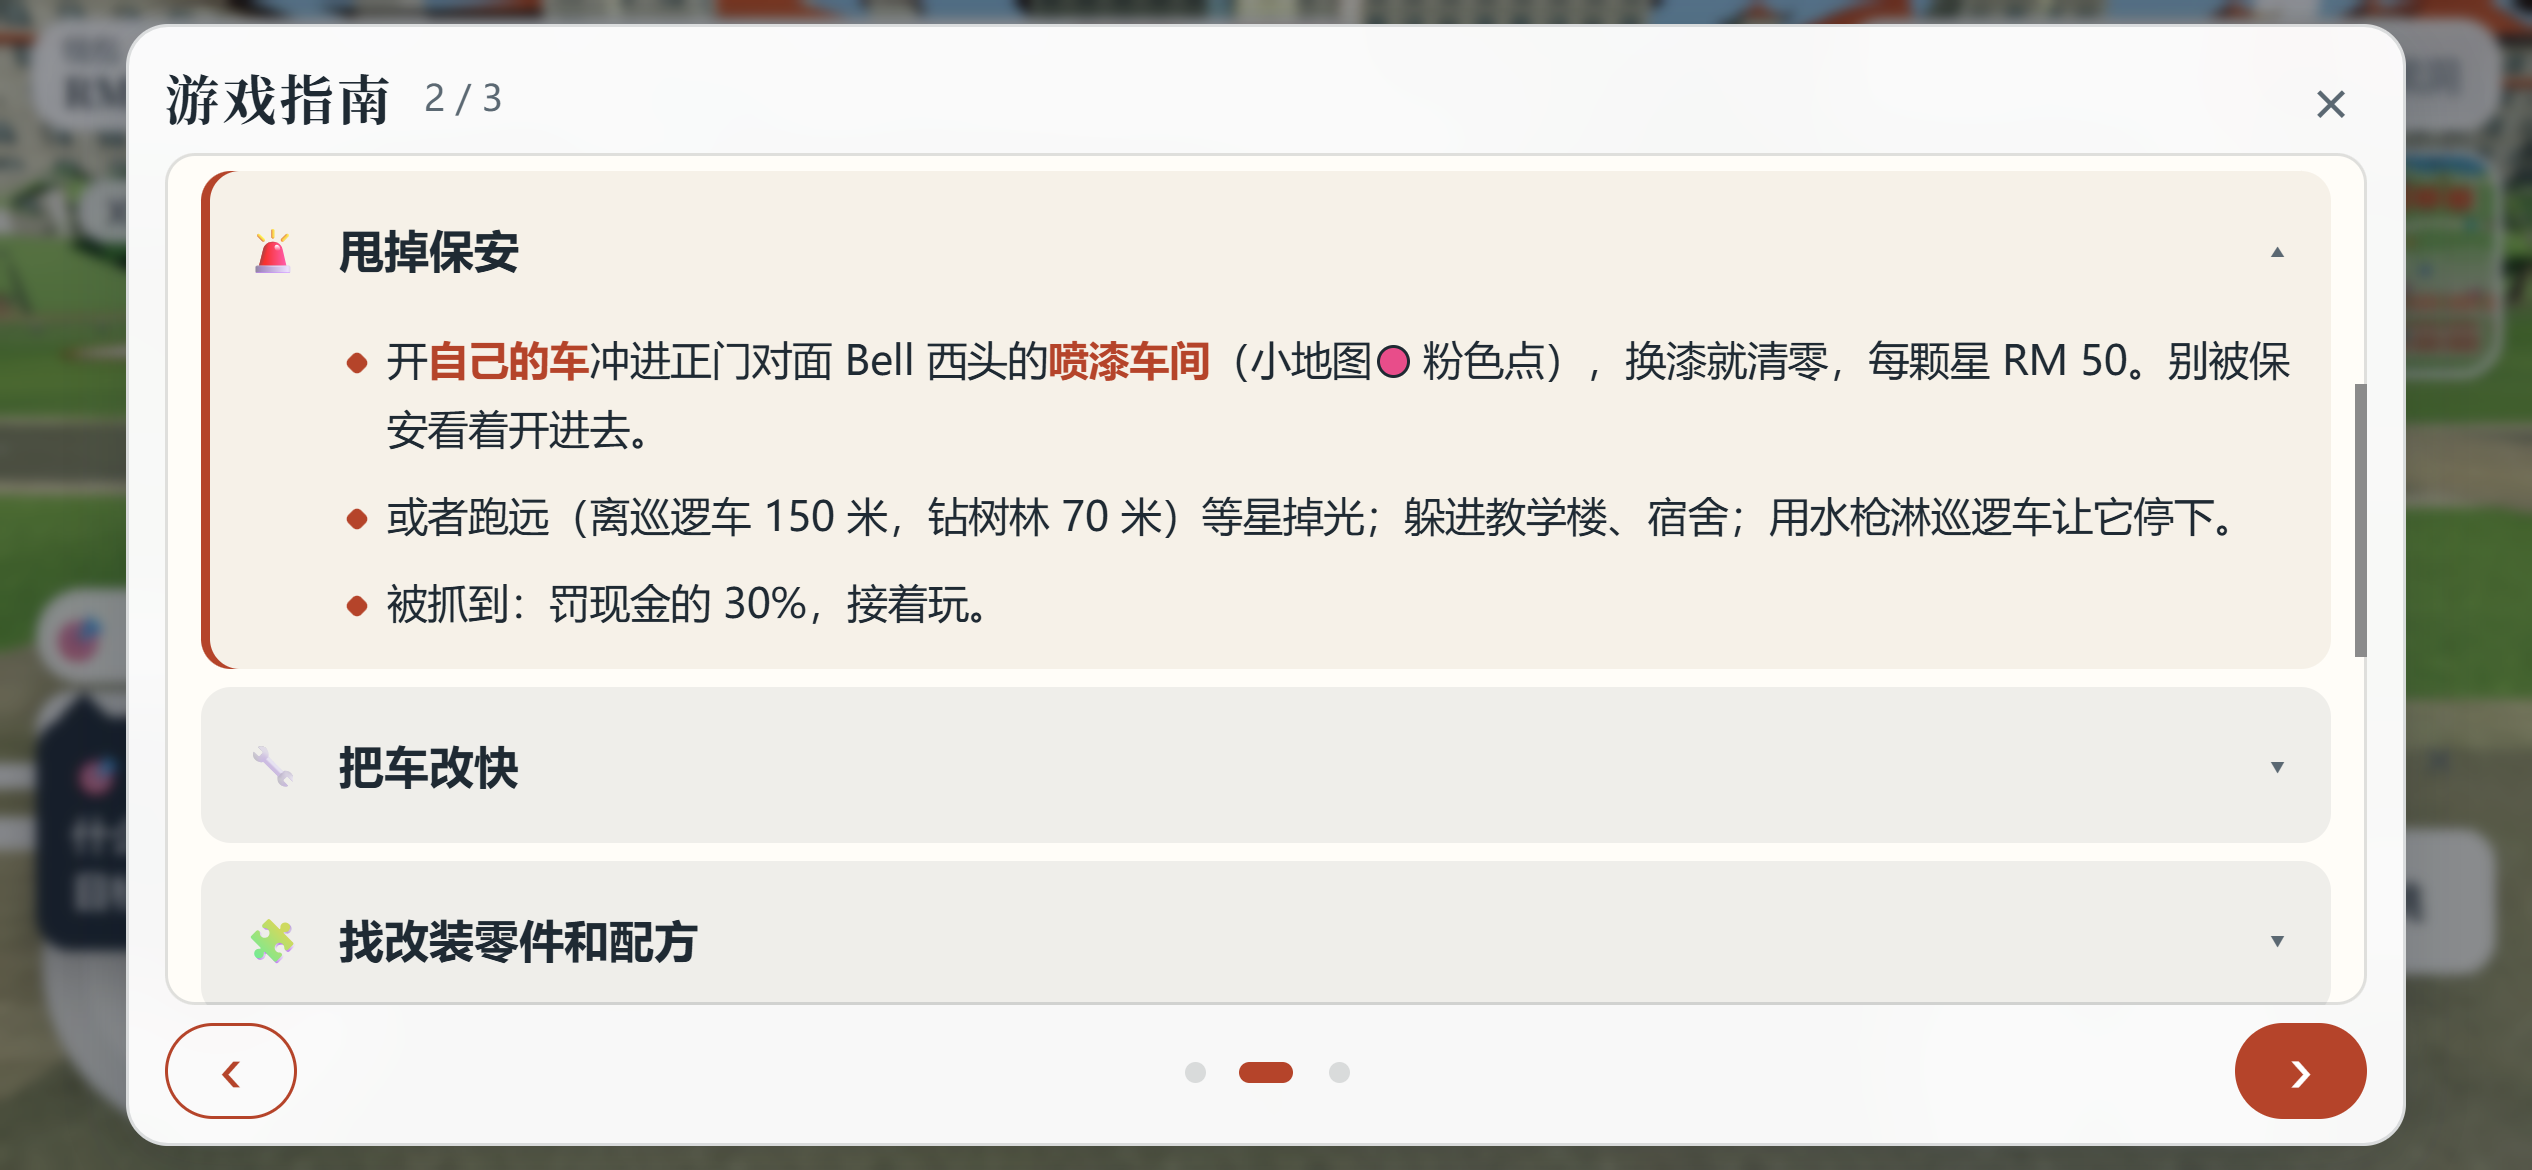 游戏指南 2 / 3
甩掉保安
开自己的车冲进正门对面 Bell 西头的喷漆车间（小地图 粉色点），换漆就清零，每颗星 RM 50。别被保
安看着开进去。
或者跑远（离巡逻车 150 米，钻树林 70 米）等星掉光；躲进教学楼、宿舍；用水枪淋巡逻车让它停下。
被抓到：罚现金的 30%，接着玩。
把车改快
找改装零件和配方
RM